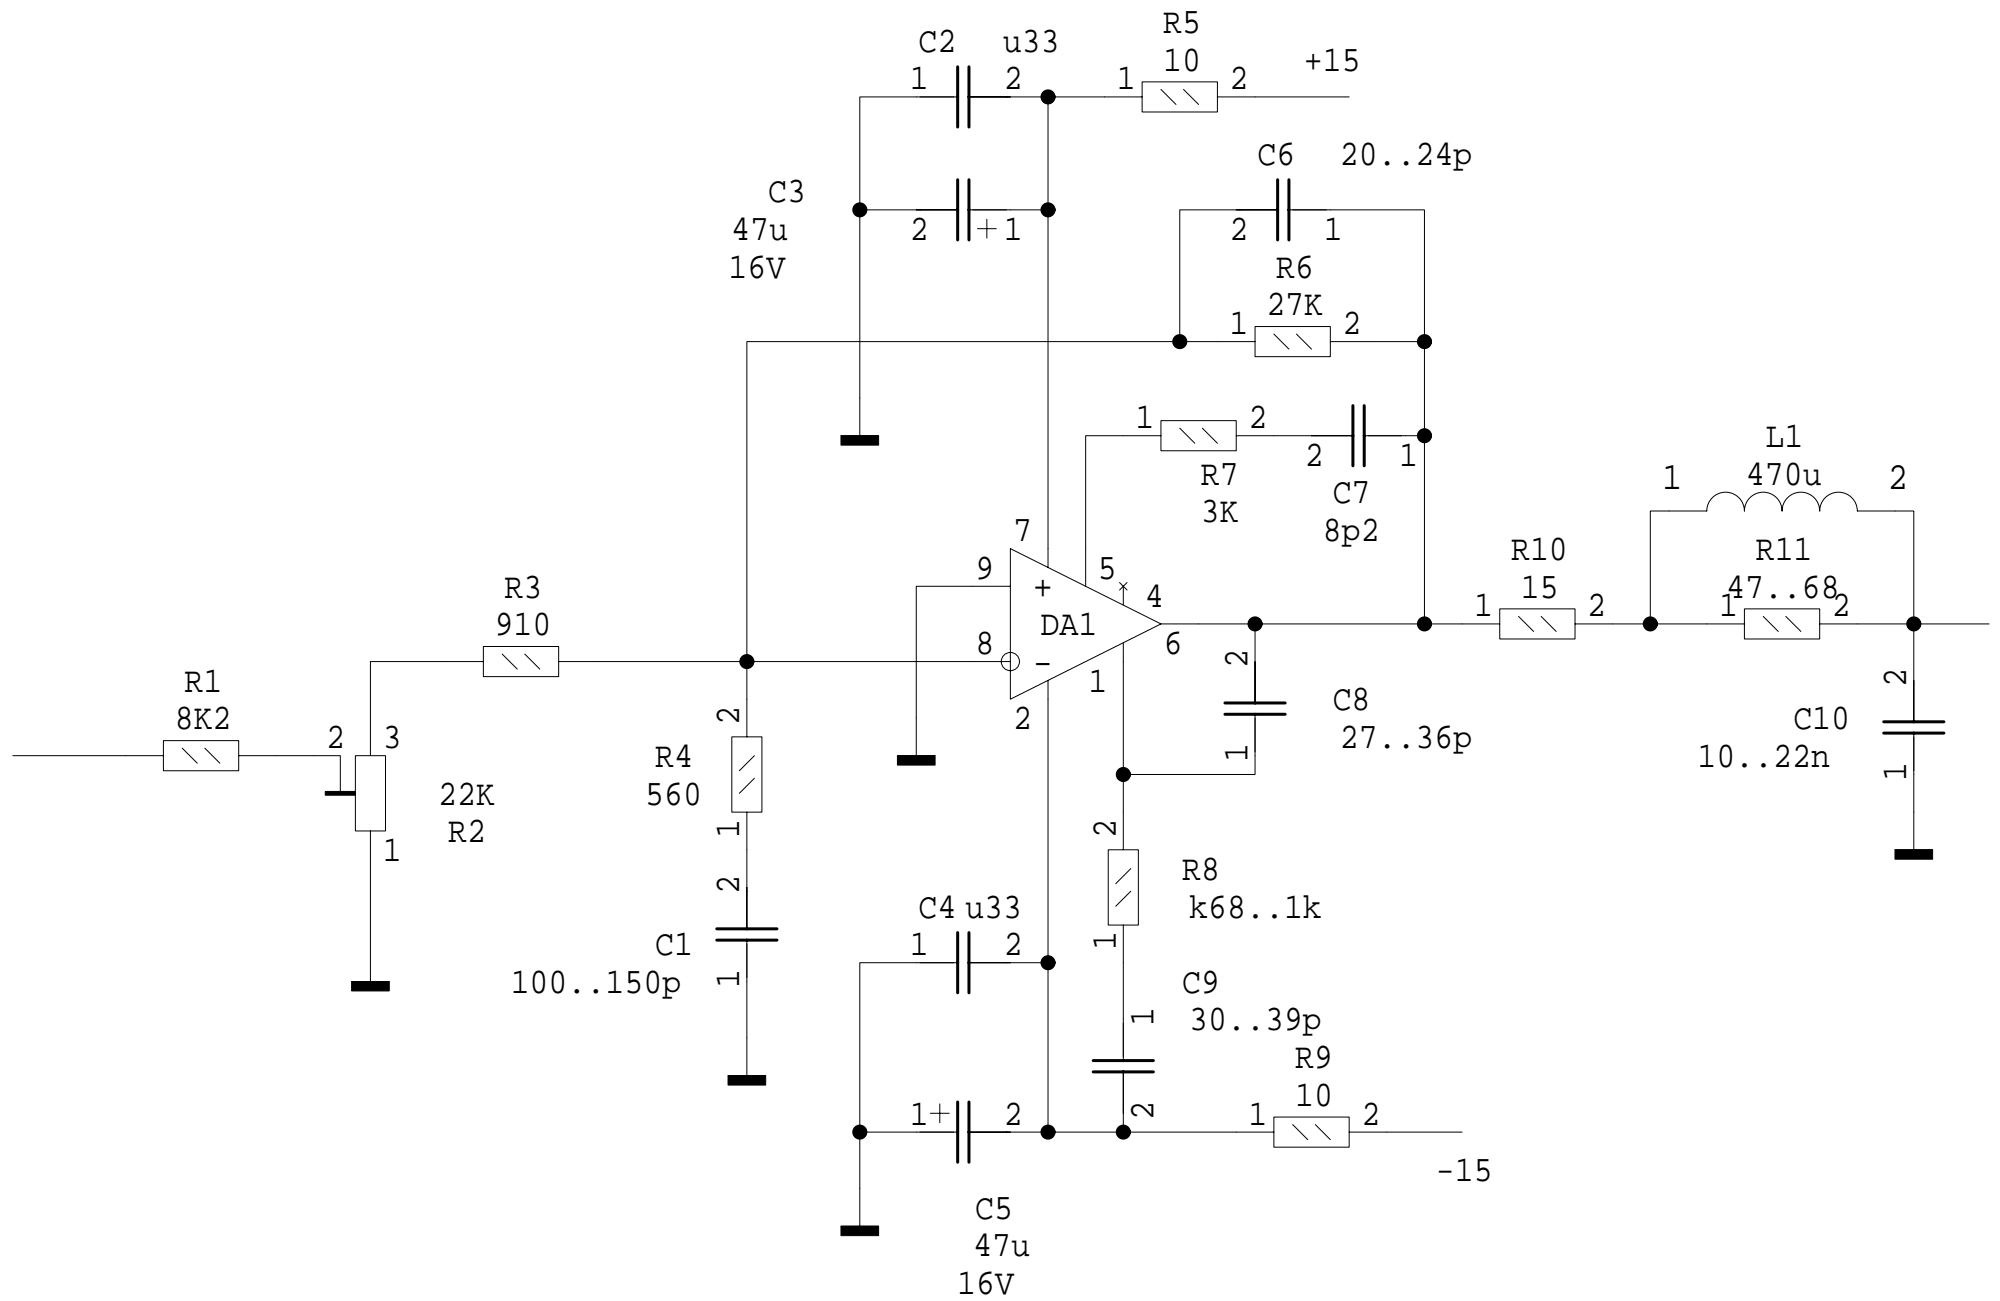 R5
C2 u33
10
+15
1 2
1 2
C6 20..24p
C3
47u
16V
2 +1
2 1
R6
27K
1 2
1 2
L1
470u
1 2
2 1
R7
3K
C7
8p2
7
9
+
5
4
R10
15
R11
47..68
R3
910
DA1
1 2
1 2
8
-
6
1
2
2
1
C8
27..36p
R1
8K2
2 3
22K
R2
1
2
R4
560
1
2
C10
10..22n
1
2
R8
k68..1k
1
C4 u33
1 2
2
C1
100..150p
1
C9
30..39p
1
2
R9
10
1+ 2
1 2
-15
C5
47u
16V